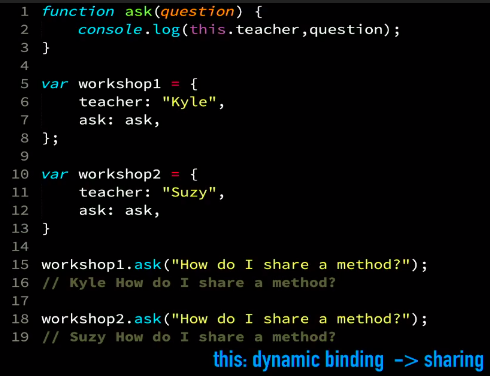 1 function ask(question) {
2     console.log(this.teacher,question);
3 }
4
5 var workshop1 = {
6     teacher: "Kyle",
7     ask: ask,
8 };
9
10 var workshop2 = {
11     teacher: "Suzy",
12     ask: ask,
13 }
14
15 workshop1.ask("How do I share a method?");
16 // Kyle How do I share a method?
17
18 workshop2.ask("How do I share a method?");
19 // Suzy How do I share a method?
this: dynamic binding -> sharing